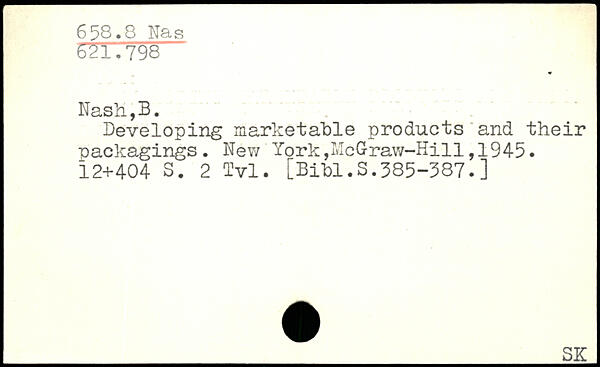 658.8 Nas
621.798
Nash,B.
Developing marketable products and their
packagings. New York,McGraw-Hill,1945.
12+404 S. 2 Tvl. [Bibl.S.385-387.]
SK